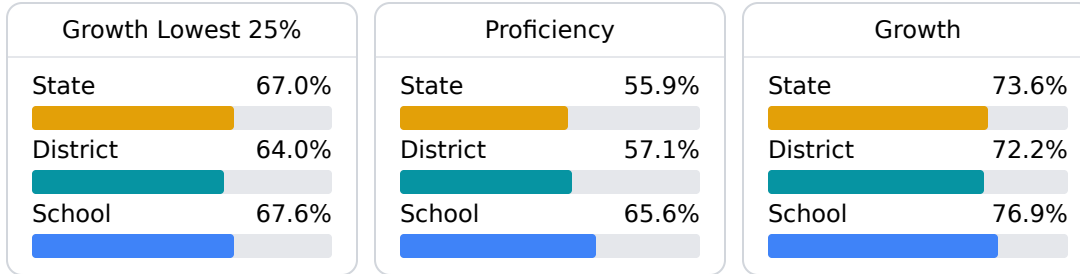 Growth Lowest 25%
State 67.0%
District 64.0%
School 67.6%
Proficiency
State 55.9%
District 57.1%
School 65.6%
Growth
State 73.6%
District 72.2%
School 76.9%